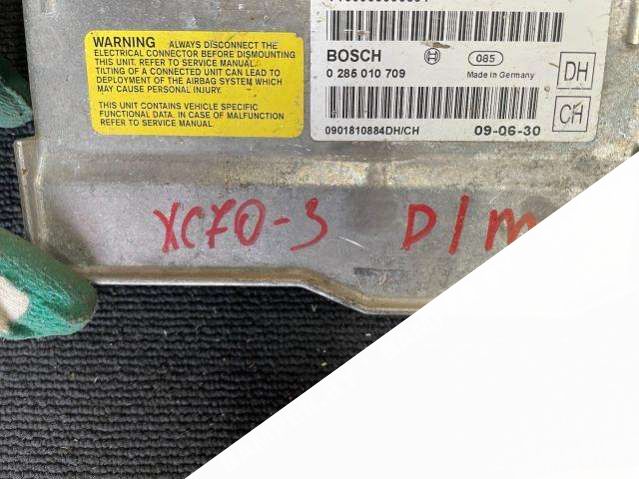 WARNING ALWAYS DISCONNECT THE
ELECTRICAL CONNECTOR BEFORE DISMOUNTING
THIS UNIT. REFER TO SERVICE MANUAL.
TILTING OF A CONNECTED UNIT CAN LEAD TO
DEPLOYMENT OF THE AIRBAG SYSTEM WHICH
MAY CAUSE PERSONAL INJURY.
THIS UNIT CONTAINS VEHICLE SPECIFIC
FUNCTIONAL DATA. IN CASE OF MALFUNCTION
REFER TO SERVICE MANUAL
BOSCH 085
0 285 010 709 Made in Germany
DH
CH
0901810884DH/CH 09-06-30
XC70-3 D/M